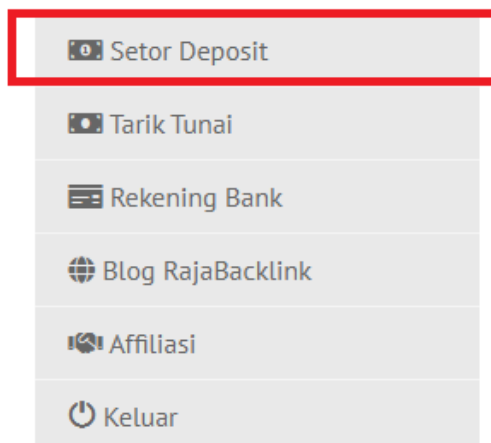 Setor Deposit
Tarik Tunai
Rekening Bank
Blog RajaBacklink
Affiliasi
Keluar